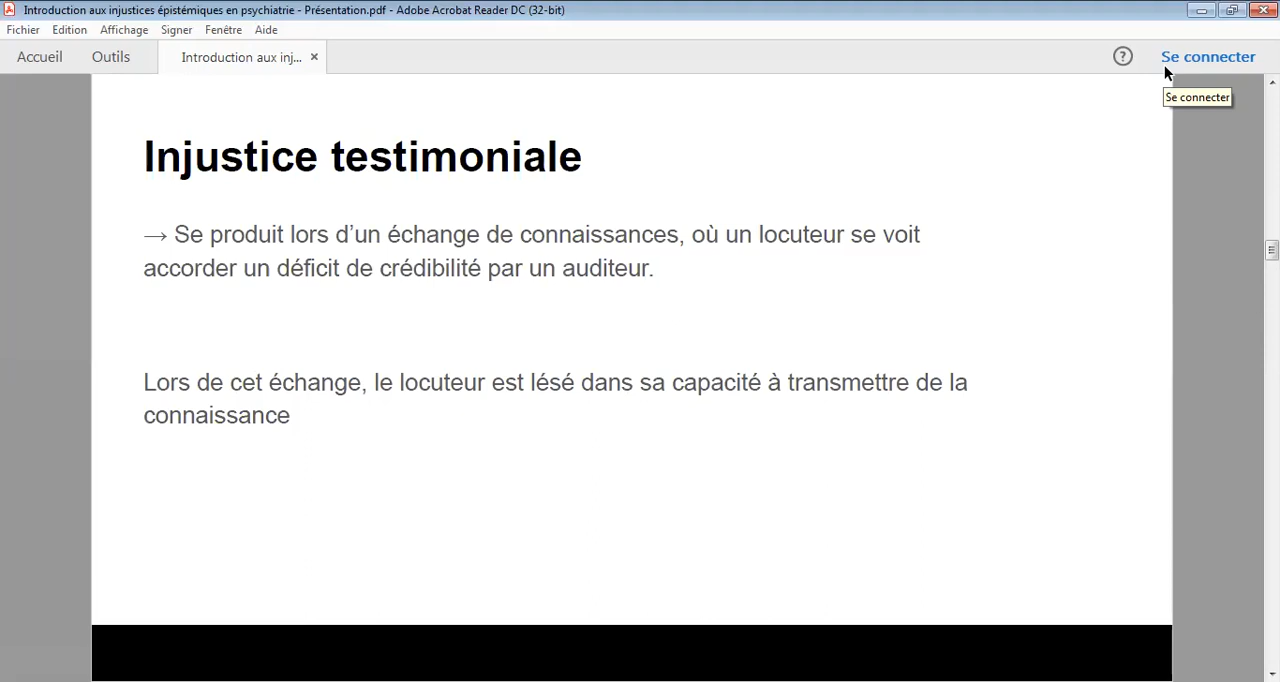 Introduction aux injustices épistémiques en psychiatrie - Présentation.pdf - Adobe Acrobat Reader DC (32-bit)
Fichier Edition Affichage Signer Fenêtre Aide
Accueil Outils Introduction aux inj... × ? Se connecter
Se connecter
Injustice testimoniale
→ Se produit lors d’un échange de connaissances, où un locuteur se voit
accorder un déficit de crédibilité par un auditeur.
Lors de cet échange, le locuteur est lésé dans sa capacité à transmettre de la
connaissance